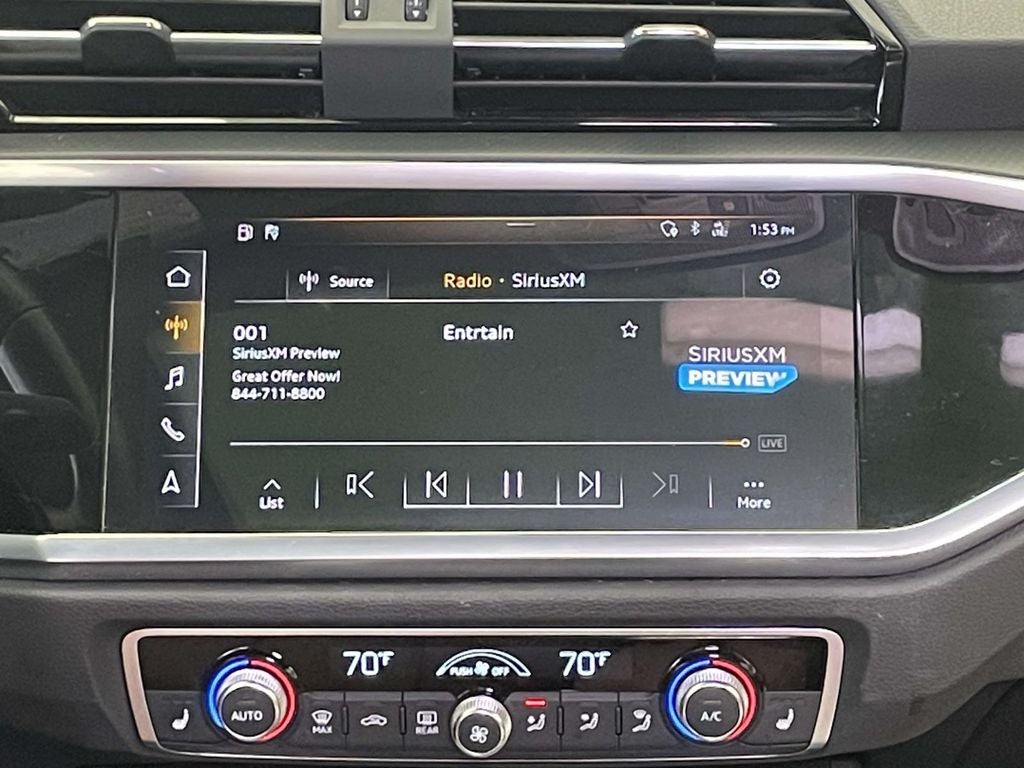 LTE
1:53 PM
Source
Radio • SiriusXM
001
Entrtain
SiriusXM Preview
Great Offer Now!
844-711-8800
SIRIUSXM
PREVIEW
LIVE
List
More
70°F
PUSH OFF
70°F
AUTO
MAX
REAR
A/C